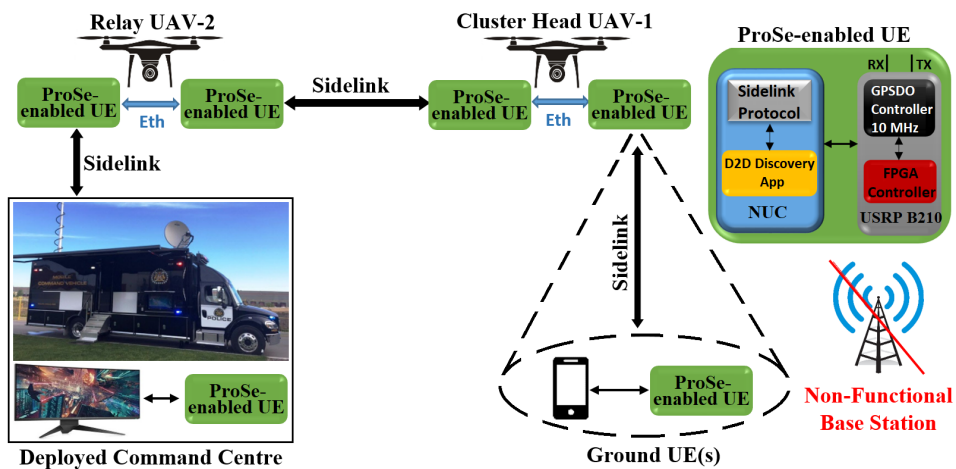 Relay UAV-2
Cluster Head UAV-1
ProSe-enabled UE
ProSe-
enabled UE
Eth
ProSe-
enabled UE
Sidelink
ProSe-
enabled UE
Eth
ProSe-
enabled UE
RX
TX
Sidelink
Protocol
D2D Discovery
App
NUC
GPSDO
Controller
10 MHz
FPGA
Controller
USRP B210
Sidelink
Sidelink
POLICE
ProSe-
enabled UE
Deployed Command Centre
ProSe-
enabled UE
Ground UE(s)
Non-Functional
Base Station